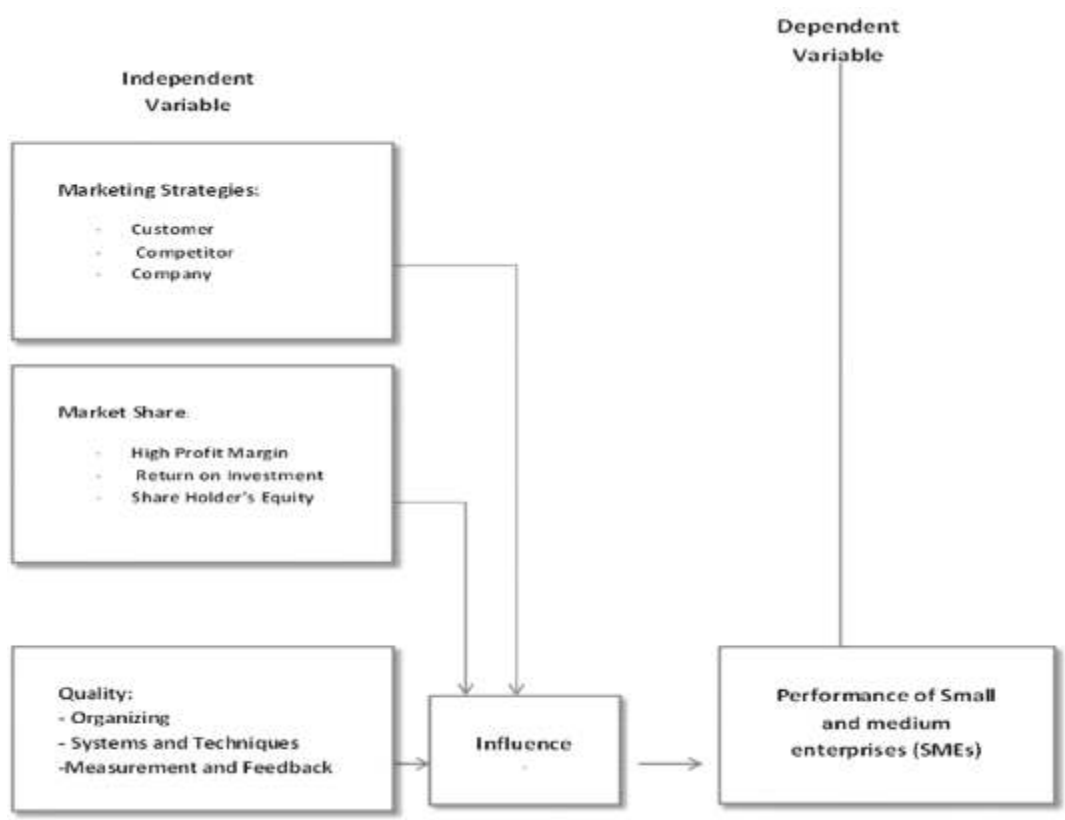 Independent
Variable
Marketing Strategies:
- Customer
- Competitor
- Company
Market Share
- High Profit Margin
- Return on Investment
- Share Holder's Equity
Quality:
- Organizing
- Systems and Techniques
-Measurement and Feedback
Influence
Dependent
Variable
Performance of Small
and medium
enterprises (SMEs)